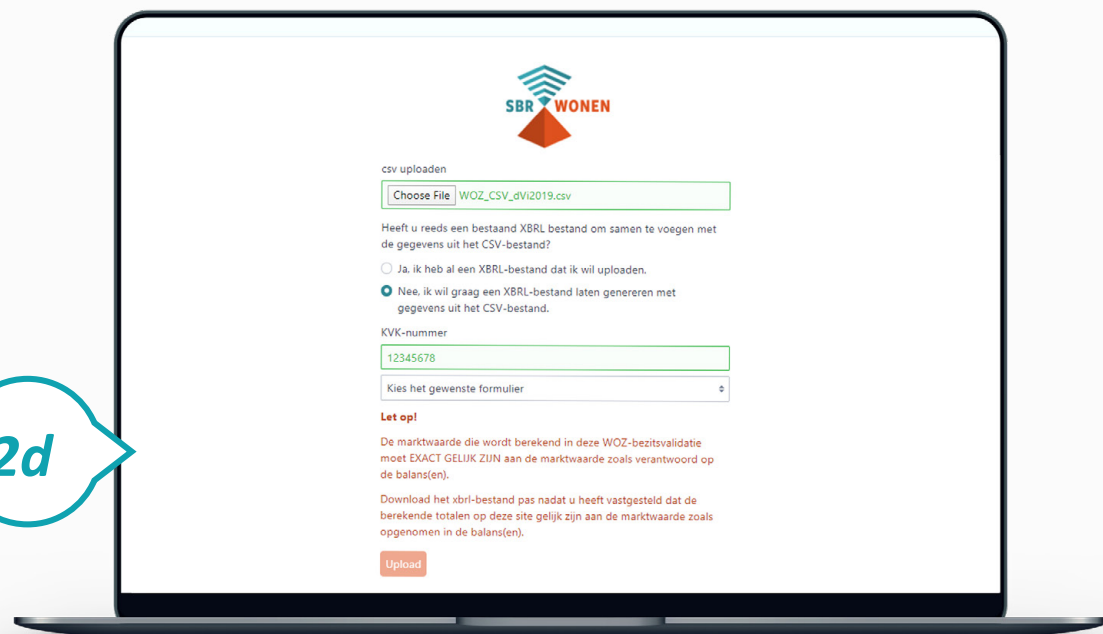 SBR WONEN
csv uploaden
Choose File WOZ_CSV_dVi2019.csv
Heeft u reeds een bestaand XBRL bestand om samen te voegen met
de gegevens uit het CSV-bestand?
Ja, ik heb al een XBRL-bestand dat ik wil uploaden.
Nee, ik wil graag een XBRL-bestand laten genereren met
gegevens uit het CSV-bestand.
KVK-nummer
12345678
Kies het gewenste formulier
Let op!
De marktwaarde die wordt berekend in deze WOZ-bezitsvalidatie
moet EXACT GELIJK ZIJN aan de marktwaarde zoals verantwoord op
de balans(en).
Download het xbrl-bestand pas nadat u heeft vastgesteld dat de
berekende totalen op deze site gelijk zijn aan de marktwaarde zoals
opgenomen in de balans(en).
Upload
2d